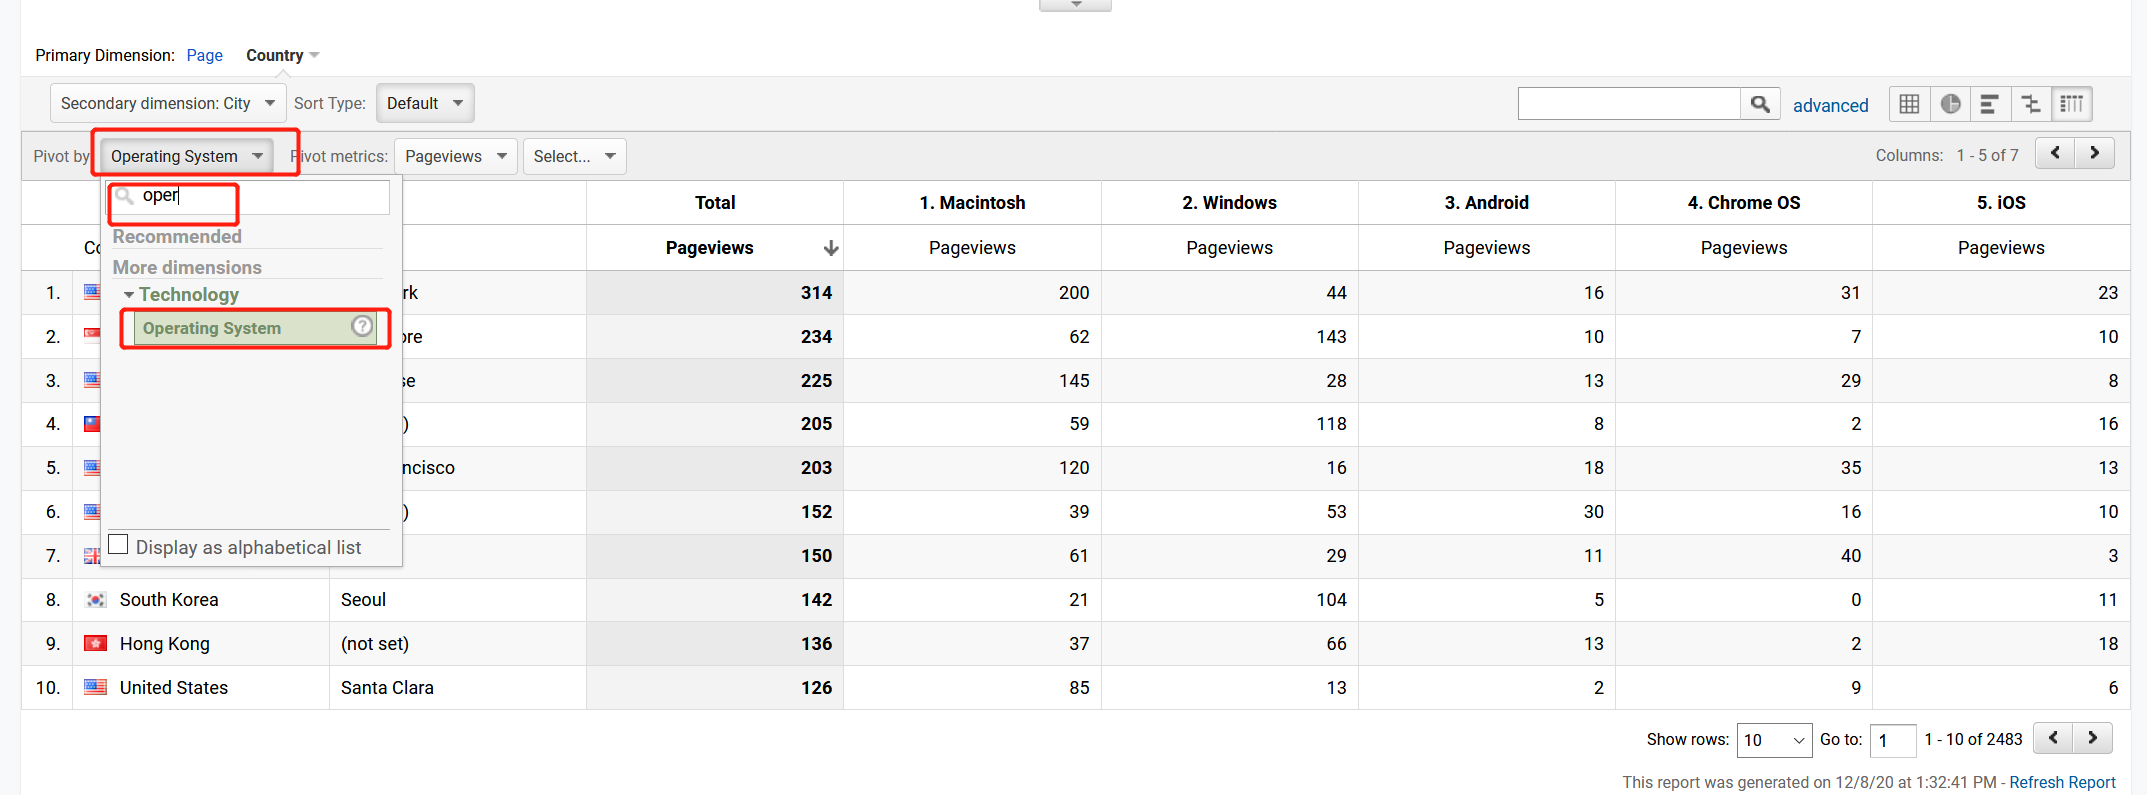 Primary Dimension: Page Country
Secondary dimension: City Sort Type: Default advanced
Pivot by Operating System Pivot metrics: Pageviews Select... Columns: 1 - 5 of 7
oper
Recommended
More dimensions
Technology
Operating System ?
Display as alphabetical list
Total 1. Macintosh 2. Windows 3. Android 4. Chrome OS 5. iOS
Co Pageviews Pageviews Pageviews Pageviews Pageviews Pageviews
1. rk 314 200 44 16 31 23
2. ore 234 62 143 10 7 10
3. se 225 145 28 13 29 8
4. ) 205 59 118 8 2 16
5. ncisco 203 120 16 18 35 13
6. ) 152 39 53 30 16 10
7. 150 61 29 11 40 3
8. South Korea Seoul 142 21 104 5 0 11
9. Hong Kong (not set) 136 37 66 13 2 18
10. United States Santa Clara 126 85 13 2 9 6
Show rows: 10 Go to: 1 1 - 10 of 2483
This report was generated on 12/8/20 at 1:32:41 PM - Refresh Report